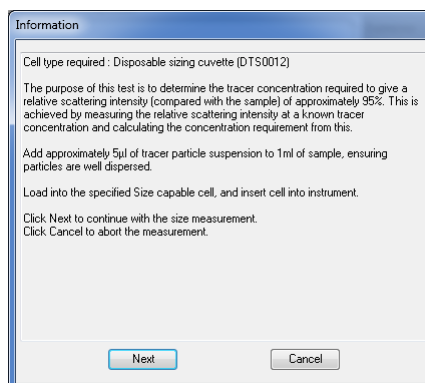 Information
Cell type required : Disposable sizing cuvette (DTS0012)
The purpose of this test is to determine the tracer concentration required to give a
relative scattering intensity (compared with the sample) of approximately 95%. This is
achieved by measuring the relative scattering intensity at a known tracer
concentration and calculating the concentration requirement from this.
Add approximately 5µl of tracer particle suspension to 1ml of sample, ensuring
particles are well dispersed.
Load into the specified Size capable cell, and insert cell into instrument.
Click Next to continue with the size measurement.
Click Cancel to abort the measurement.
Next Cancel